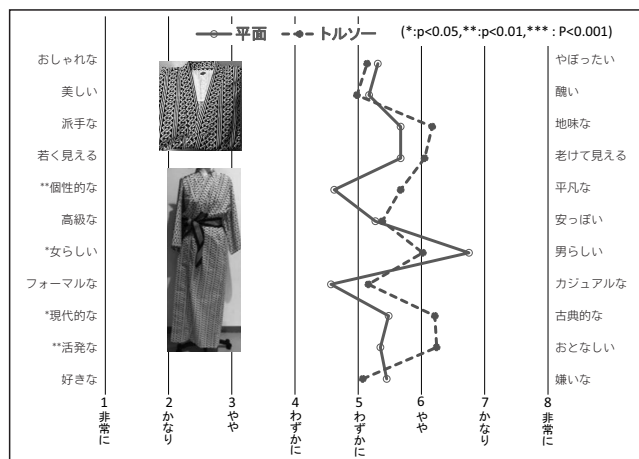 平面 トルソー (*:p<0.05,**:p<0.01,*** : P<0.001)
おしゃれな やぼったい
美しい 醜い
派手な 地味な
若く見える 老けて見える
**個性的な 平凡な
高級な 安っぽい
*女らしい 男らしい
フォーマルな カジュアルな
*現代的な 古典的な
**活発な おとなしい
好きな 嫌いな
1 2 3 4 5 6 7 8
非常に かなり やや わずかに わずかに やや かなり 非常に